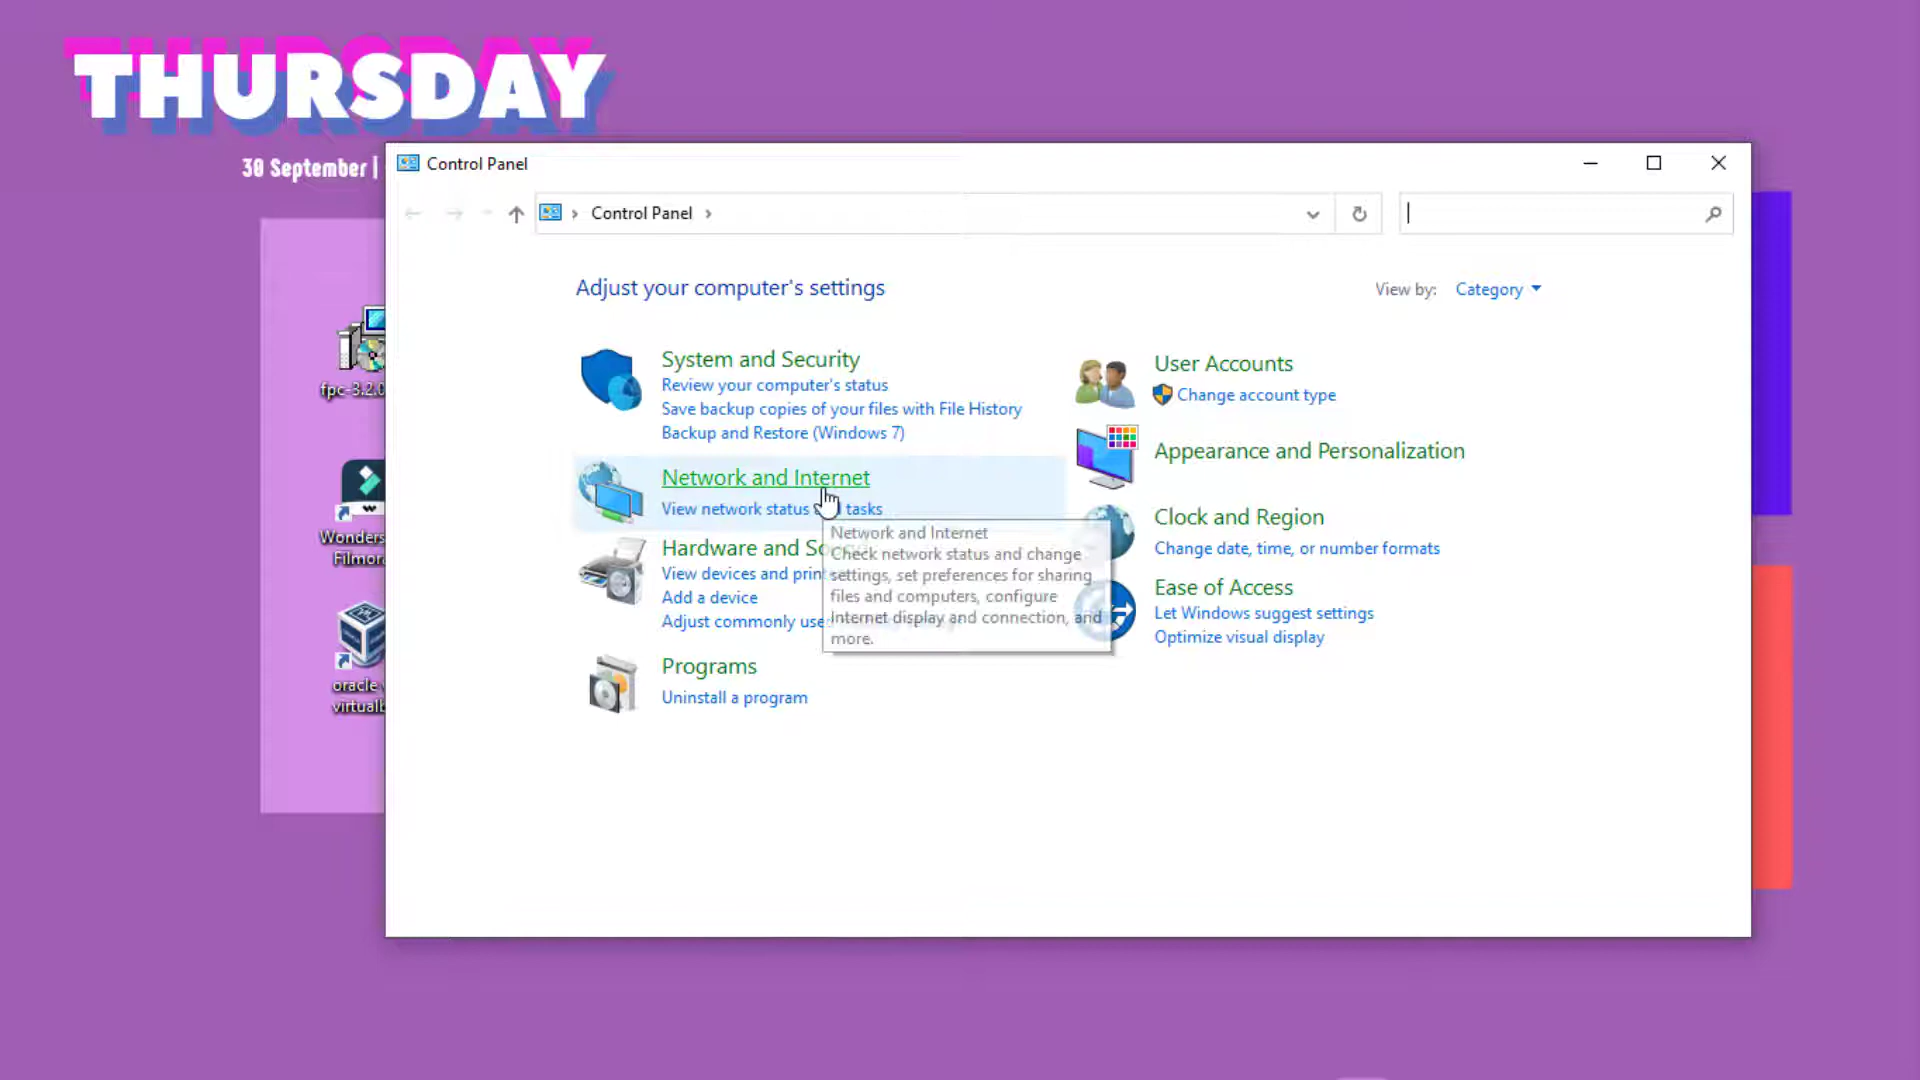 THURSDAY
30 September |
Control Panel
Control Panel
Adjust your computer's settings
View by: Category
System and Security
Review your computer's status
Save backup copies of your files with File History
Backup and Restore (Windows 7)
Network and Internet
View network status tasks
Hardware and
View devices and
Add a device
Adjust commonly
Programs
Uninstall a program
User Accounts
Change account type
Appearance and Personalization
Clock and Region
Change date, time, or number formats
Ease of Access
Let Windows suggest settings
Optimize visual display
Network and Internet
Check network status and change
settings, set preferences for sharing
files and computers, configure
Internet display and connection, and
more.
fpc-3.2.0
Wonders
Filmor
oracle
virtualb